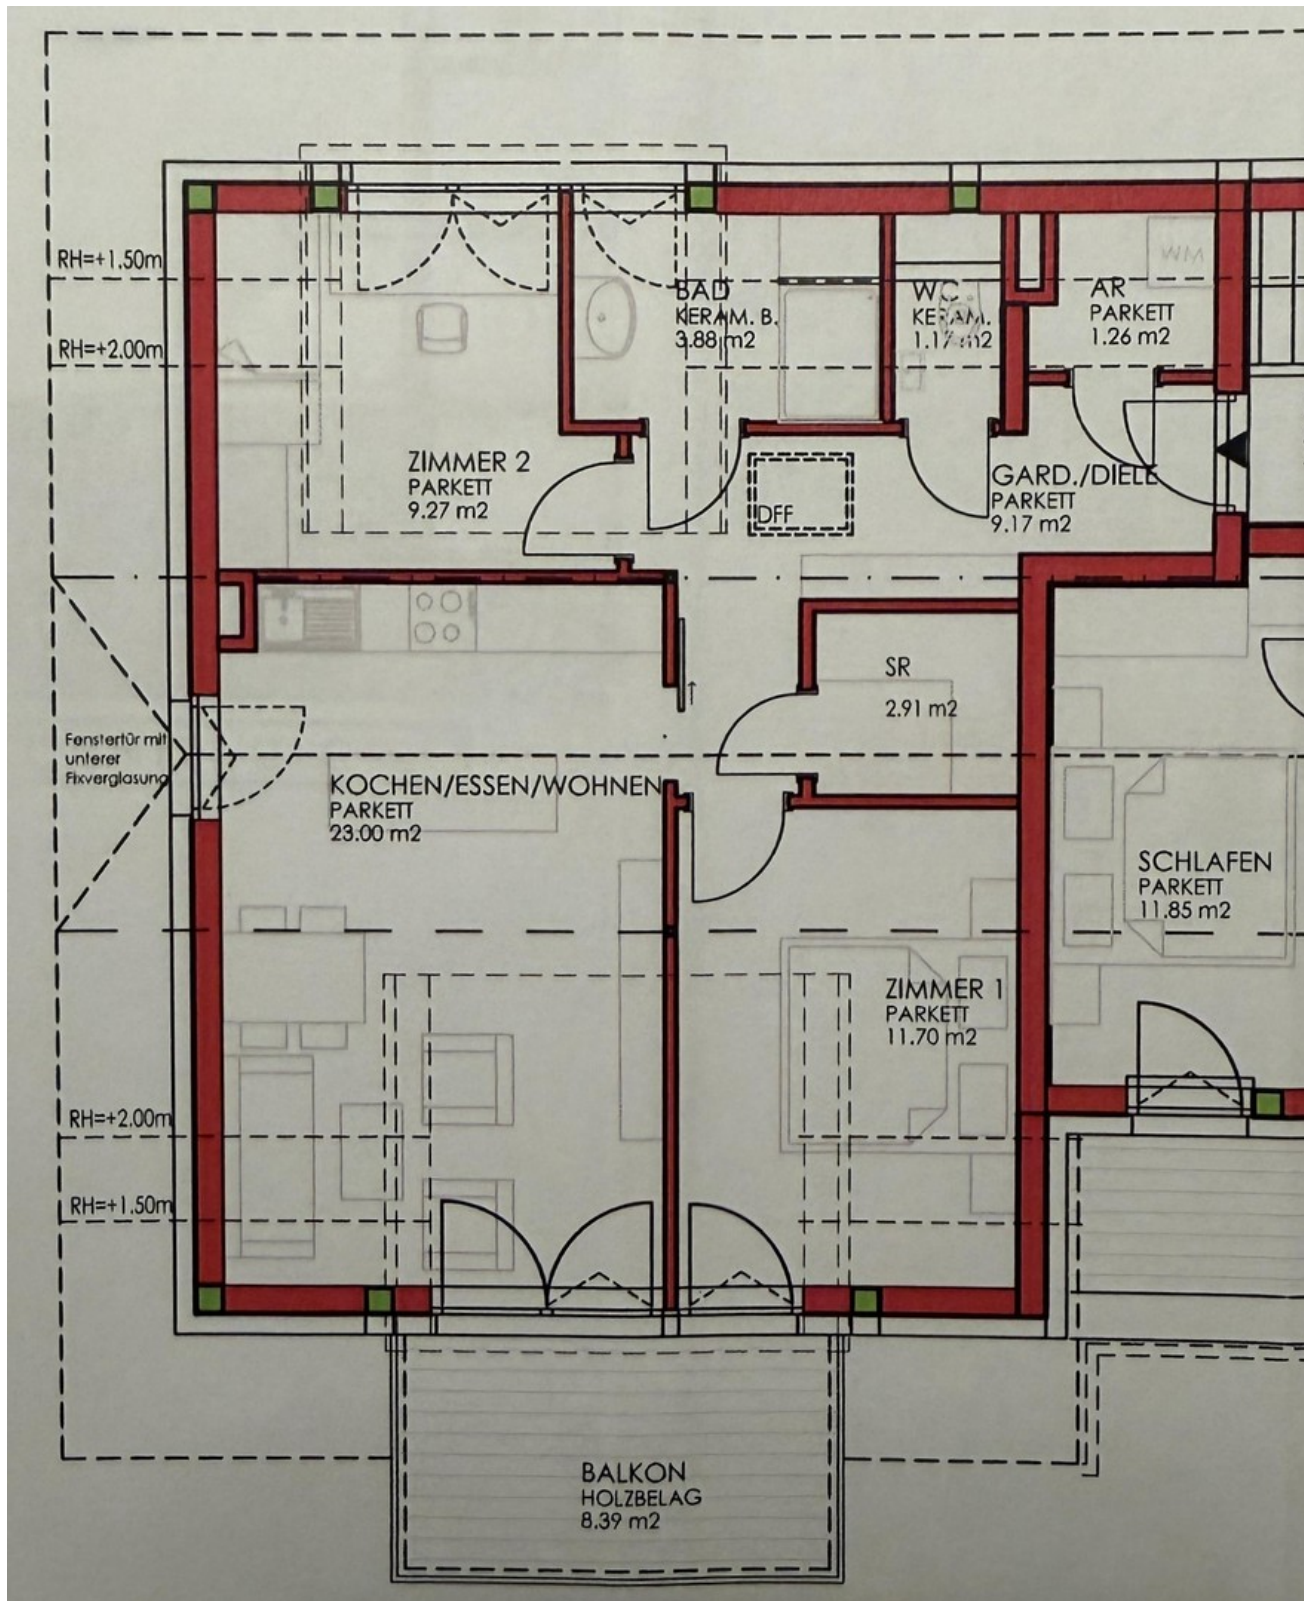 RH=+1.50m
RH=+2.00m
BAD
KERAM. B.
3.88 m2
WC
KERAM.
1.17 m2
AR
PARKETT
1.26 m2
WM
ZIMMER 2
PARKETT
9.27 m2
DFF
GARD./DIELE
PARKETT
9.17 m2
SR
2.91 m2
Fenstertür mit
unterer
Fixverglasung
KOCHEN/ESSEN/WOHNEN
PARKETT
23.00 m2
SCHLAFEN
PARKETT
11.85 m2
ZIMMER 1
PARKETT
11.70 m2
RH=+2.00m
RH=+1.50m
BALKON
HOLZBELAG
8.39 m2